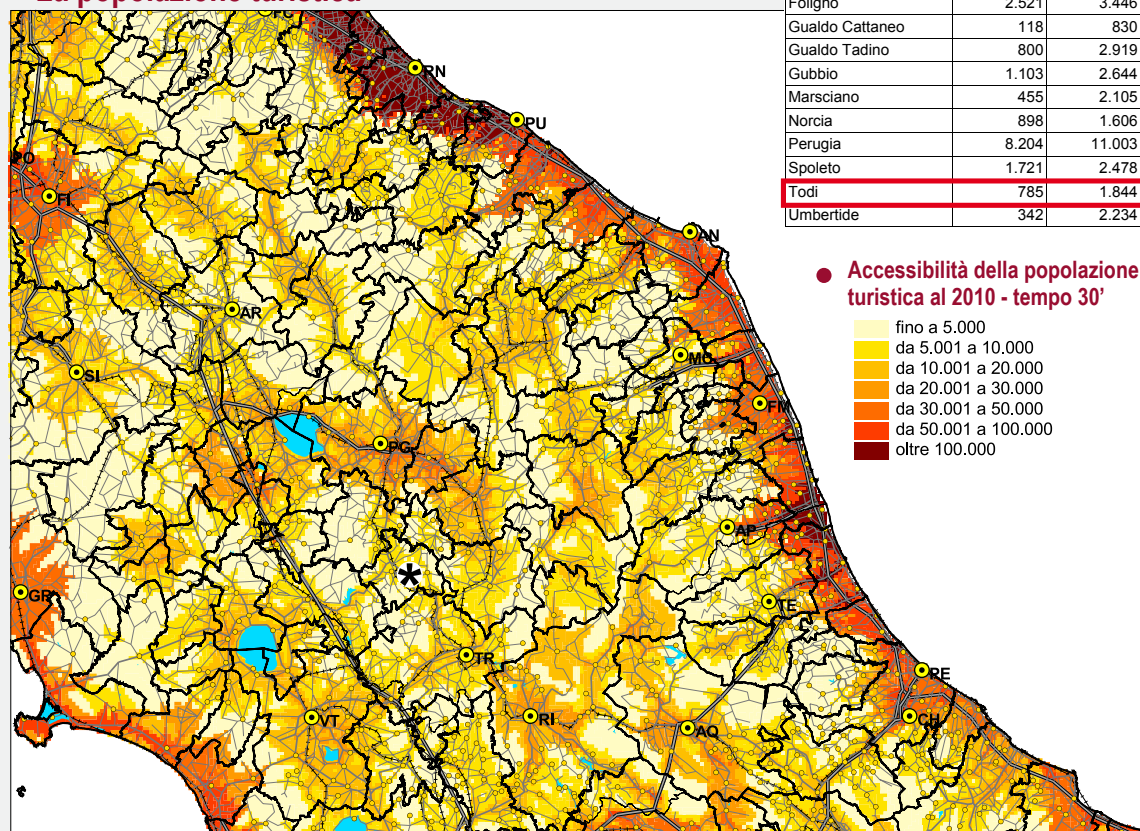 La popolazione turistica
Foligno 2.521 3.446
Gualdo Cattaneo 118 830
Gualdo Tadino 800 2.919
Gubbio 1.103 2.644
Marsciano 455 2.105
Norcia 898 1.606
Perugia 8.204 11.003
Spoleto 1.721 2.478
Todi 785 1.844
Umbertide 342 2.234
Accessibilità della popolazione
turistica al 2010 - tempo 30'
fino a 5.000
da 5.001 a 10.000
da 10.001 a 20.000
da 20.001 a 30.000
da 30.001 a 50.000
da 50.001 a 100.000
oltre 100.000
RN
PU
PO
FI
AN
AR
MC
SI
FM
PG
AP
*
GR
TE
TR
PE
VT
RI
AQ
CH